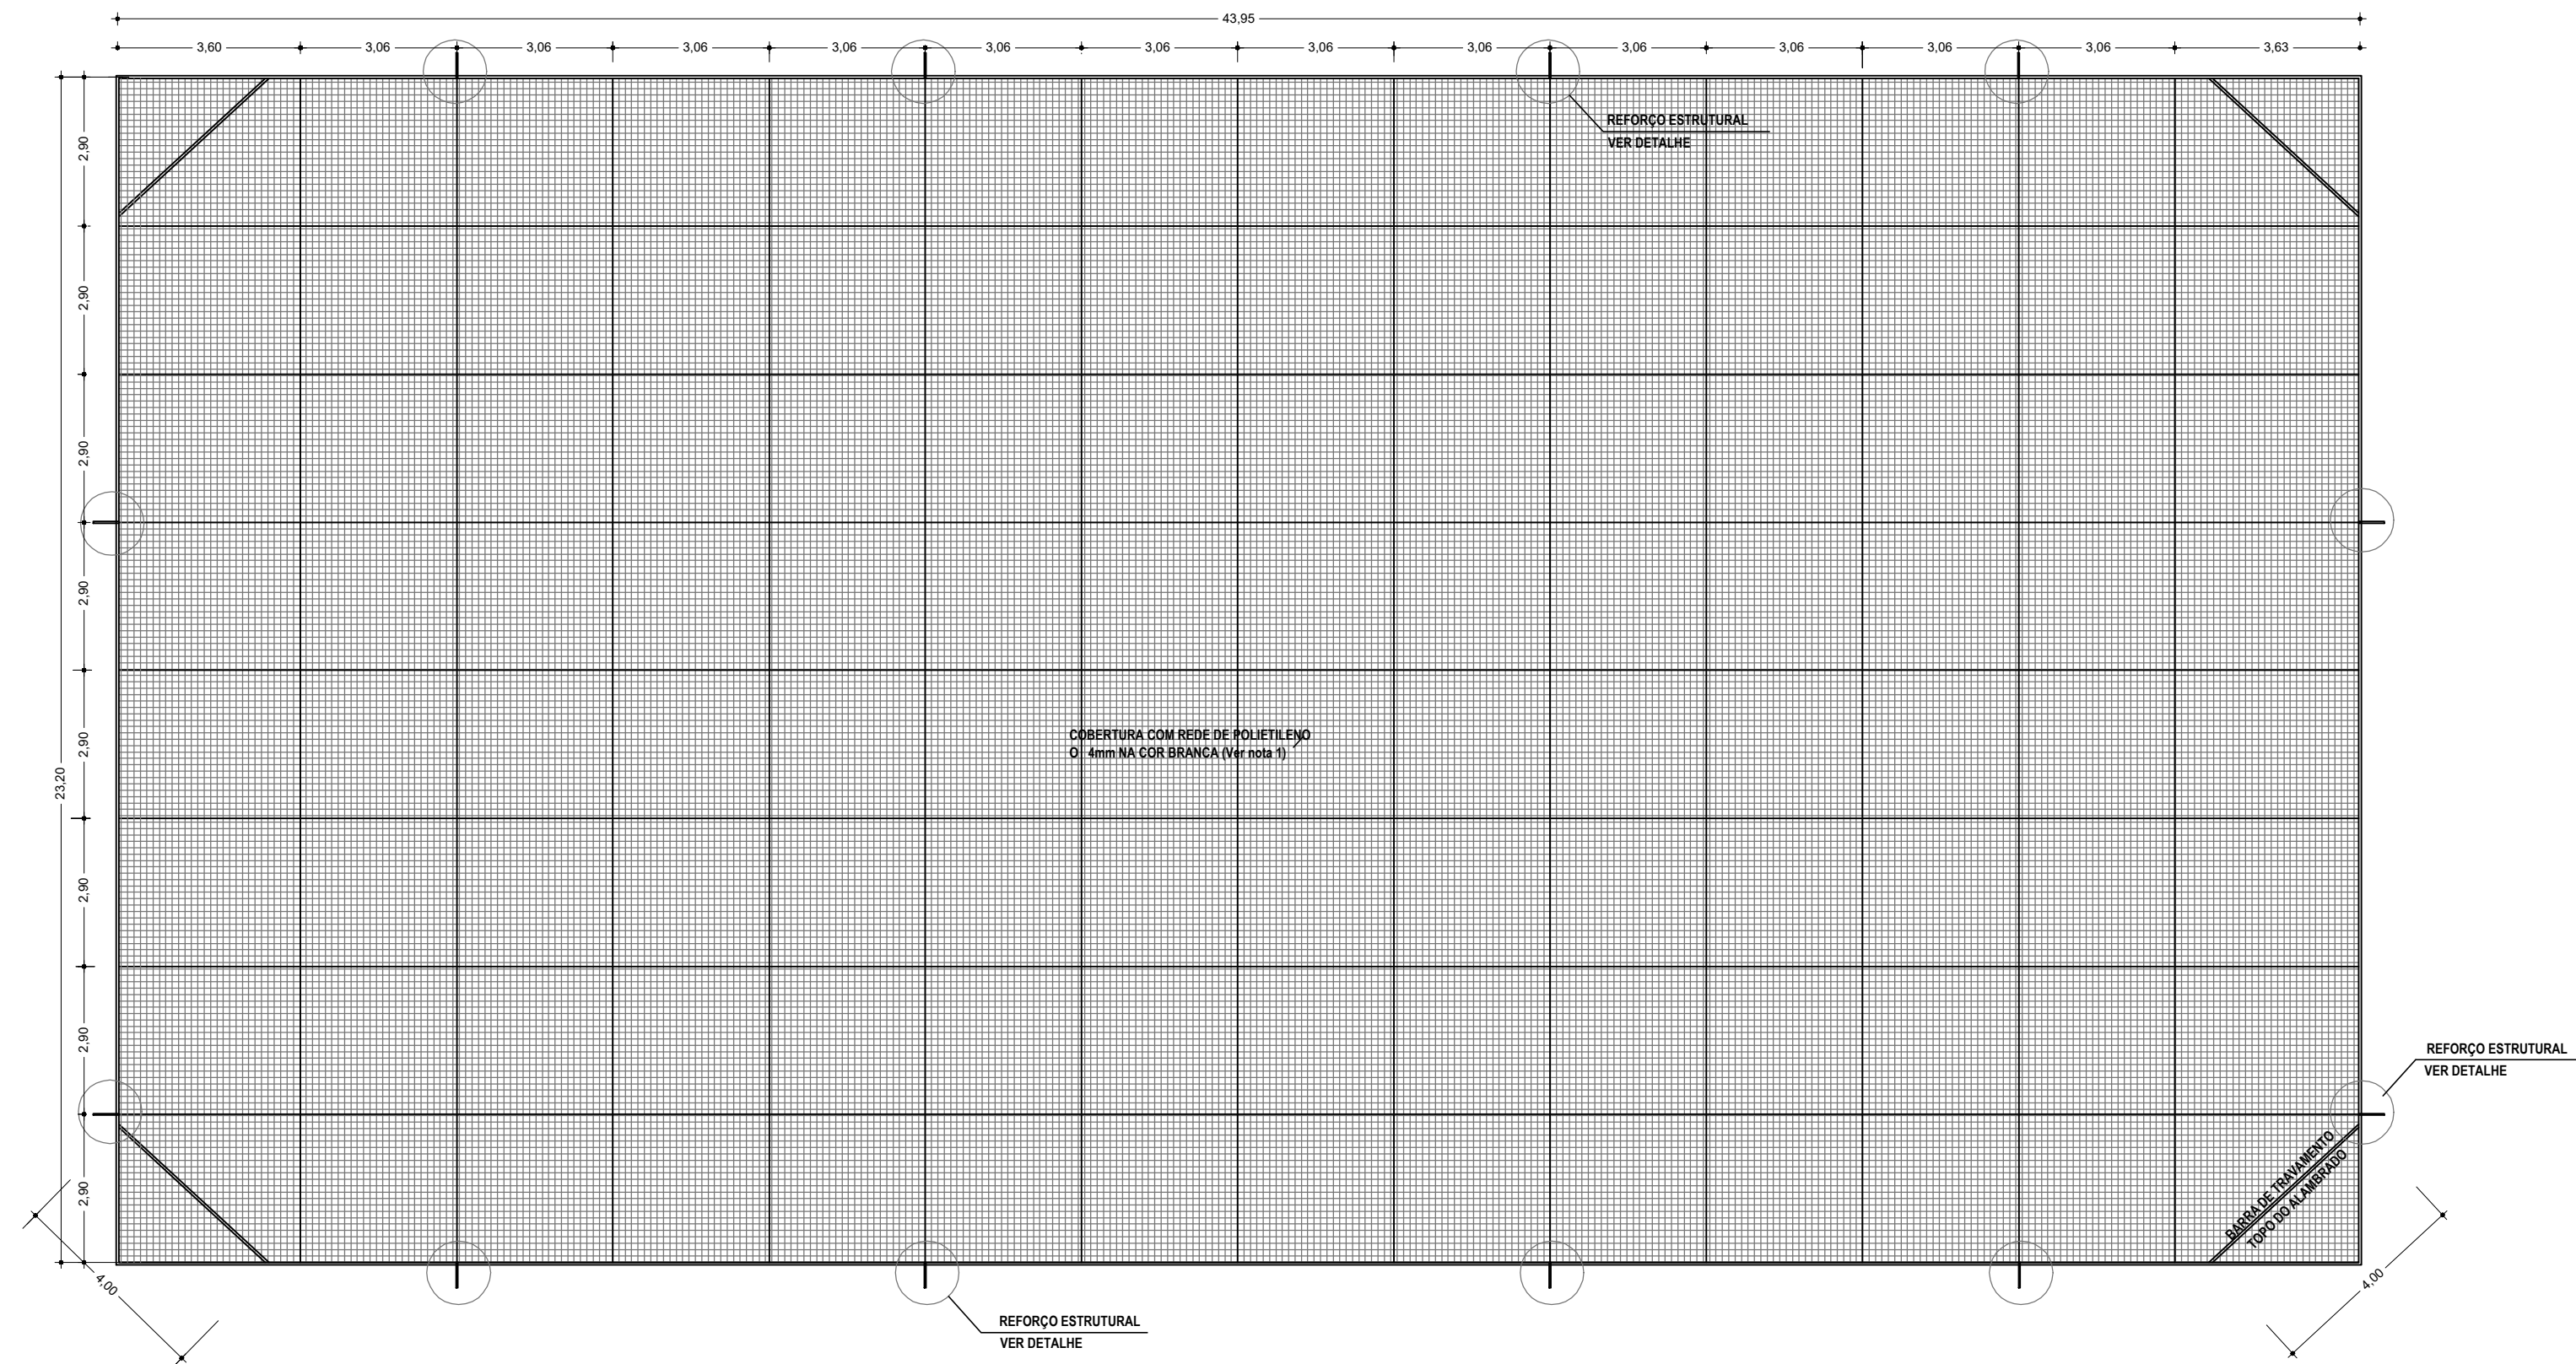 43,95
3,60 3,06 3,06 3,06 3,06 3,06 3,06 3,06 3,06 3,06 3,06 3,06 3,06 3,63
REFORÇO ESTRUTURAL
VER DETALHE
2,90
2,90
2,90
2,90
2,90
2,90
2,90
2,90
23,20
COBERTURA COM REDE DE POLIETILENO
O 4mm NA COR BRANCA (Ver nota 1)
REFORÇO ESTRUTURAL
VER DETALHE
BARRA DE TRAVAMENTO
TOPO DO ALAMBRADO
4,00
4,00
REFORÇO ESTRUTURAL
VER DETALHE